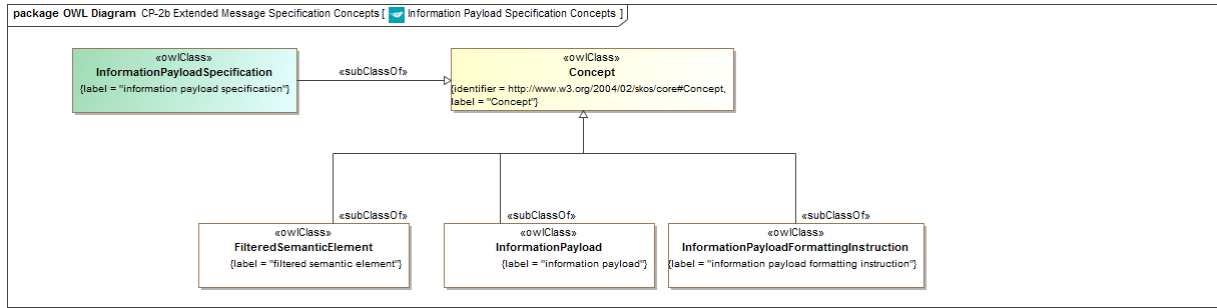 package OWL Diagram CP-2b Extended Message Specification Concepts [ Information Payload Specification Concepts ]
«owlClass»
InformationPayloadSpecification
{label = "information payload specification"}
«subClassOf»
«owlClass»
Concept
{identifier = http://www.w3.org/2004/02/skos/core#Concept,
label = "Concept"}
«subClassOf»
«subClassOf»
«subClassOf»
«owlClass»
FilteredSemanticElement
{label = "filtered semantic element"}
«owlClass»
InformationPayload
{label = "information payload"}
«owlClass»
InformationPayloadFormattingInstruction
{label = "information payload formatting instruction"}